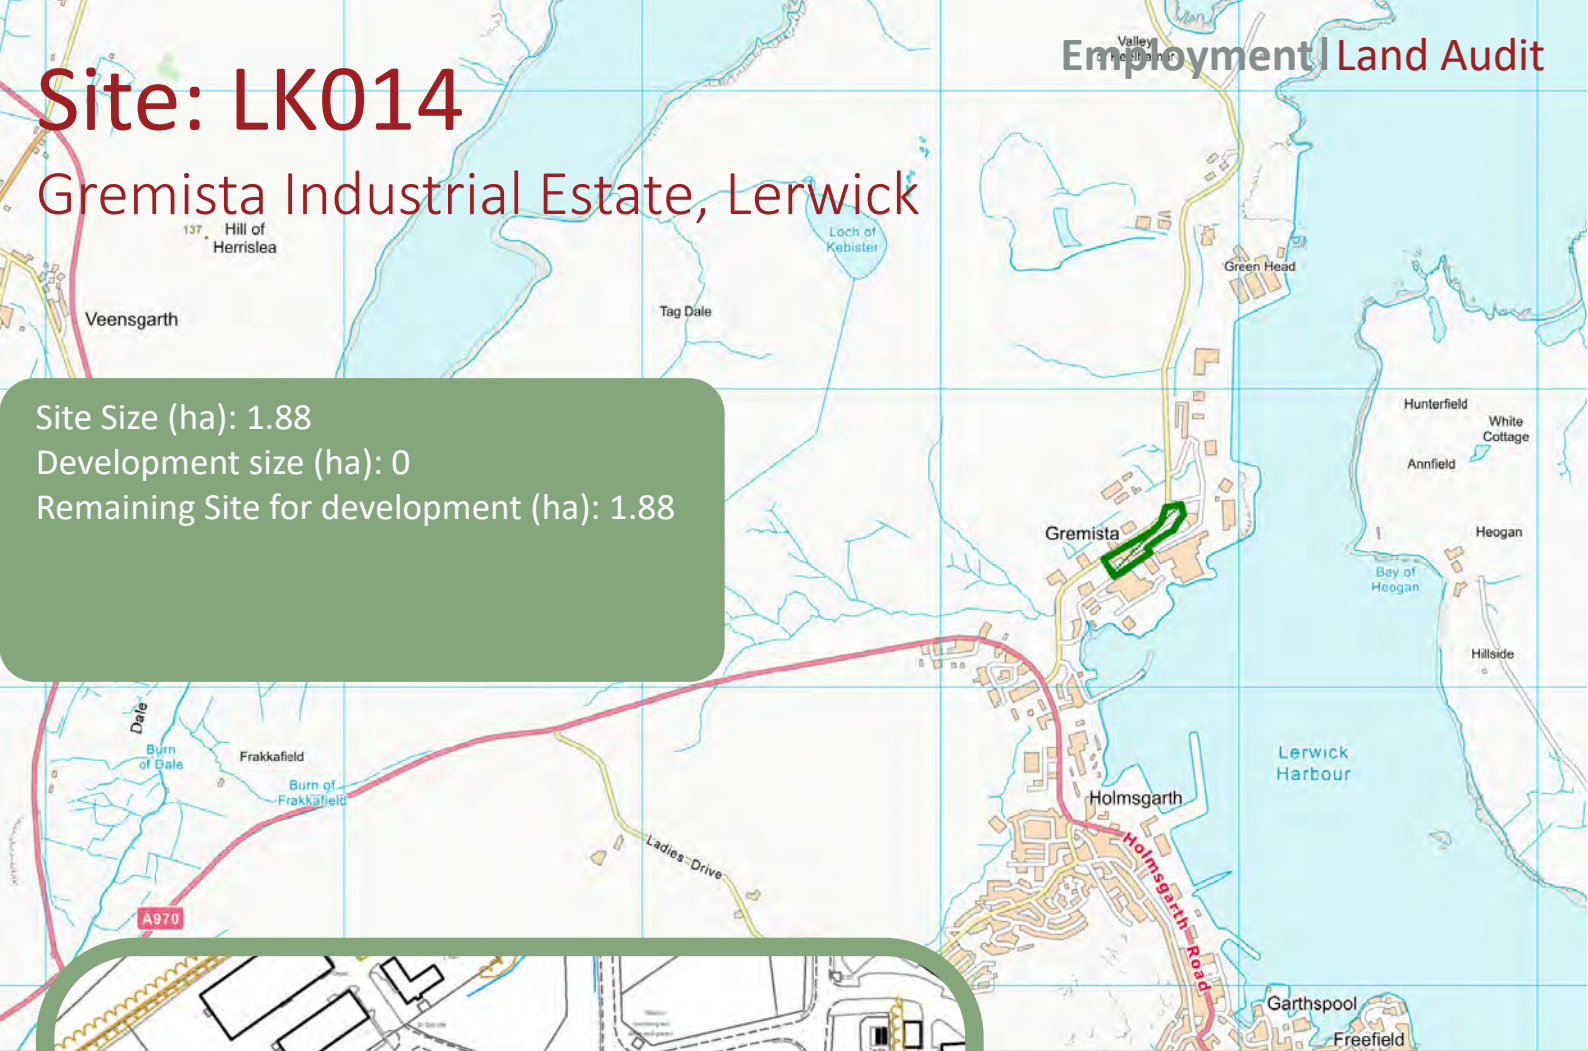 Employment Land Audit
Site: LK014
Gremista Industrial Estate, Lerwick
Valley
137
Hill of
Herrislea
Loch of
Kebister
Green Head
Veensgarth
Tag Dale
Site Size (ha): 1.88
Development size (ha): 0
Remaining Site for development (ha): 1.88
Hunterfield
White
Cottage
Annfield
Gremista
Heogan
Bay of
Heogan
Hillside
Dale
Burn
of Dale
Frakkafield
Burn of
Frakkafield
Lerwick
Harbour
Holmsgarth
Ladies Drive
Holmsgarth Road
A970
Garthspool
Freefield